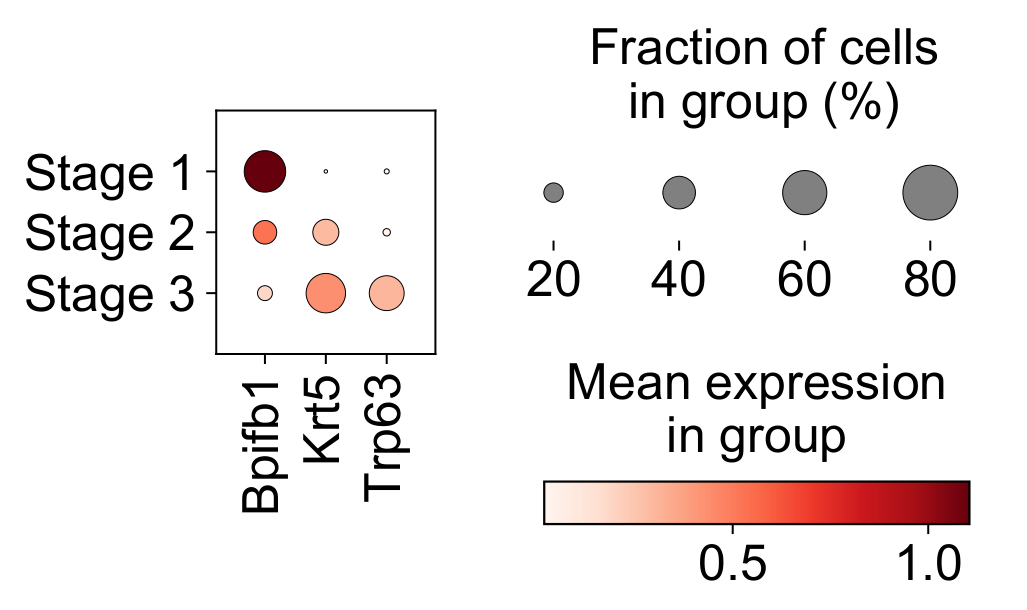 Fraction of cells
in group (%)
Stage 1
Stage 2
Stage 3
20 40 60 80
Bpifb1
Krt5
Trp63
Mean expression
in group
0.5 1.0